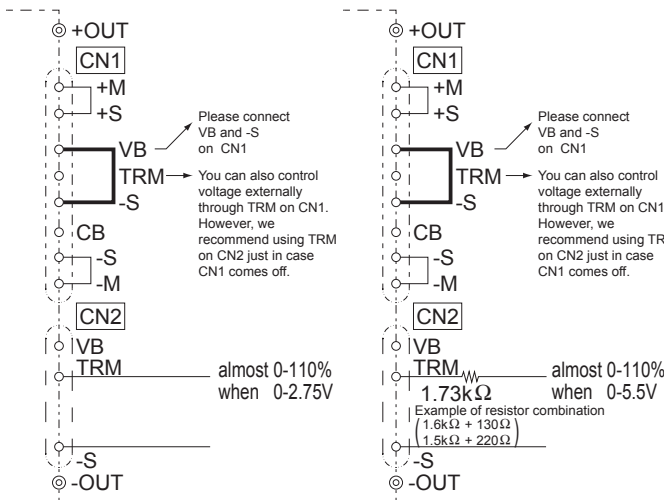 +OUT
CN1
+M
+S
VB
TRM
-S
CB
-S
-M
CN2
VB
TRM
-S
-OUT
Please connect
VB and -S
on CN1
You can also control
voltage externally
through TRM on CN1.
However, we
recommend using TRM
on CN2 just in case
CN1 comes off.
almost 0-110%
when 0-2.75V
+OUT
CN1
+M
+S
VB
TRM
-S
CB
-S
-M
CN2
VB
TRM
1.73kΩ
Example of resistor combination
(1.6kΩ + 130Ω
1.5kΩ + 220Ω)
-S
-OUT
Please connect
VB and -S
on CN1
You can also control
voltage externally
through TRM on CN1
However, we
recommend using TR
on CN2 just in case
CN1 comes off.
almost 0-110%
when 0-5.5V